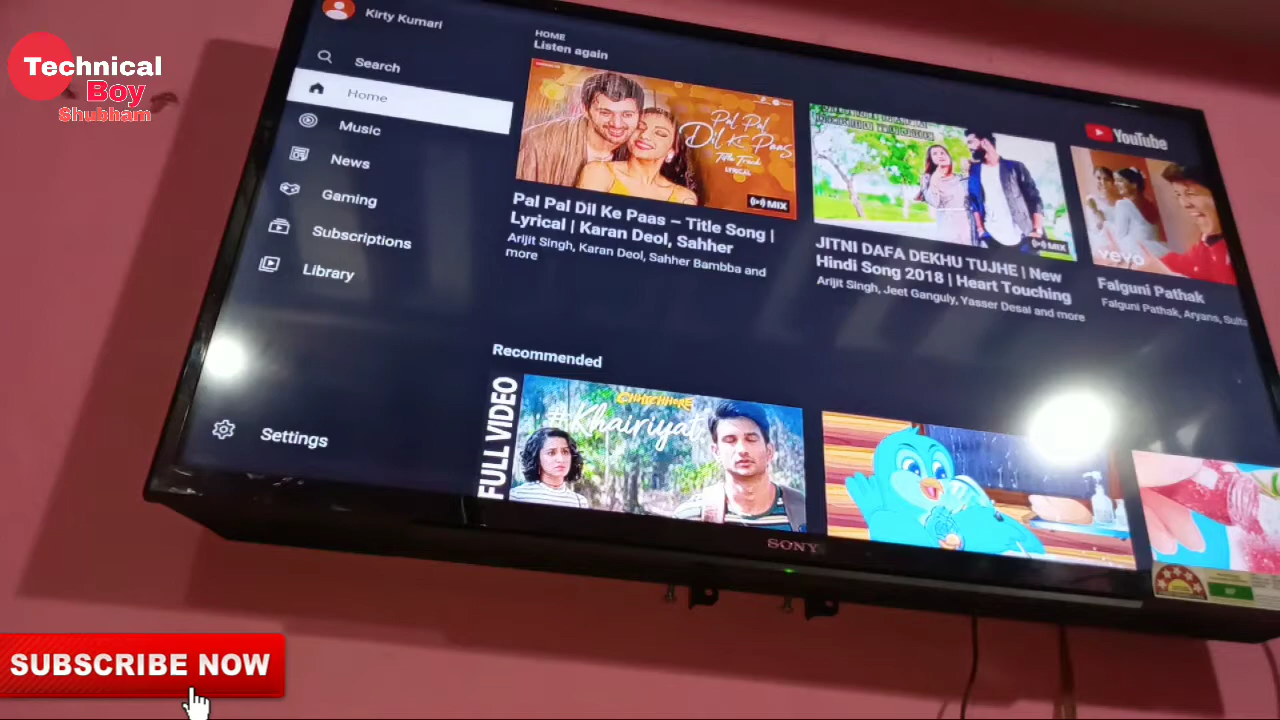 Technical
Boy
Shubham
Kirty Kumari
Search
Home
Music
News
Gaming
Subscriptions
Library
Settings
HOME
Listen again
YouTube
Pal Pal
Dil Ke Paas
Title Track
LYRICAL
MIX
Pal Pal Dil Ke Paas – Title Song |
Lyrical | Karan Deol, Sahher
Arijit Singh, Karan Deol, Sahher Bambba and
more
MIX
JITNI DAFA DEKHU TUJHE | New
Hindi Song 2018 | Heart Touching
Arijit Singh, Jeet Ganguly, Yasser Desai and more
vevo
Falguni Pathak
Falguni Pathak, Aryans, Sulta
Recommended
FULL VIDEO
CHHICHHORE
#Khairiyat
SONY
SUBSCRIBE NOW